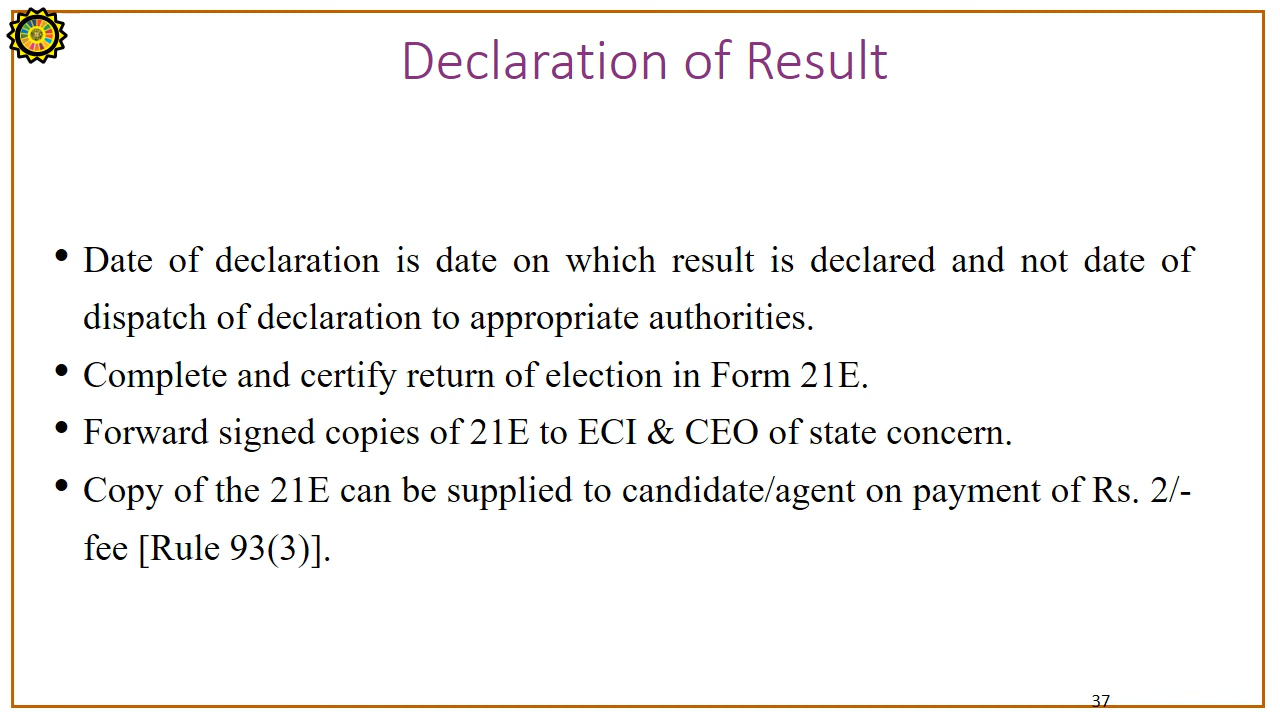 Declaration of Result
• Date of declaration is date on which result is declared and not date of
dispatch of declaration to appropriate authorities.
• Complete and certify return of election in Form 21E.
• Forward signed copies of 21E to ECI & CEO of state concern.
• Copy of the 21E can be supplied to candidate/agent on payment of Rs. 2/-
fee [Rule 93(3)].
37